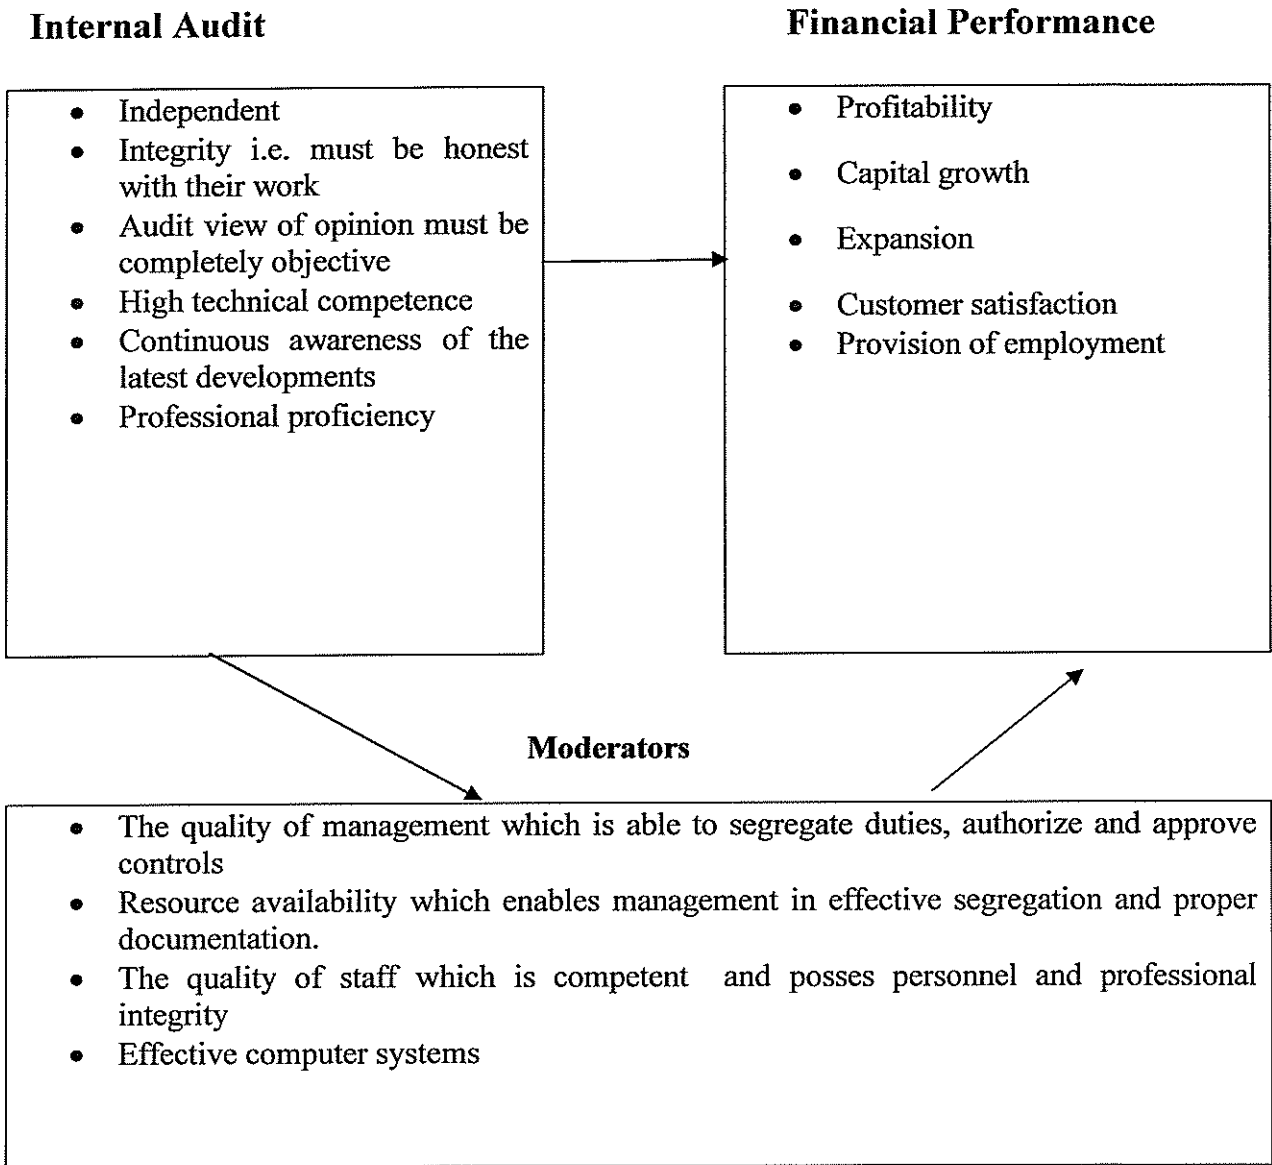 Internal Audit
Financial Performance
• Independent
• Integrity i.e. must be honest
with their work
• Audit view of opinion must be
completely objective
• High technical competence
• Continuous awareness of the
latest developments
• Professional proficiency
• Profitability
• Capital growth
• Expansion
• Customer satisfaction
• Provision of employment
Moderators
• The quality of management which is able to segregate duties, authorize and approve
controls
• Resource availability which enables management in effective segregation and proper
documentation.
• The quality of staff which is competent and posses personnel and professional
integrity
• Effective computer systems